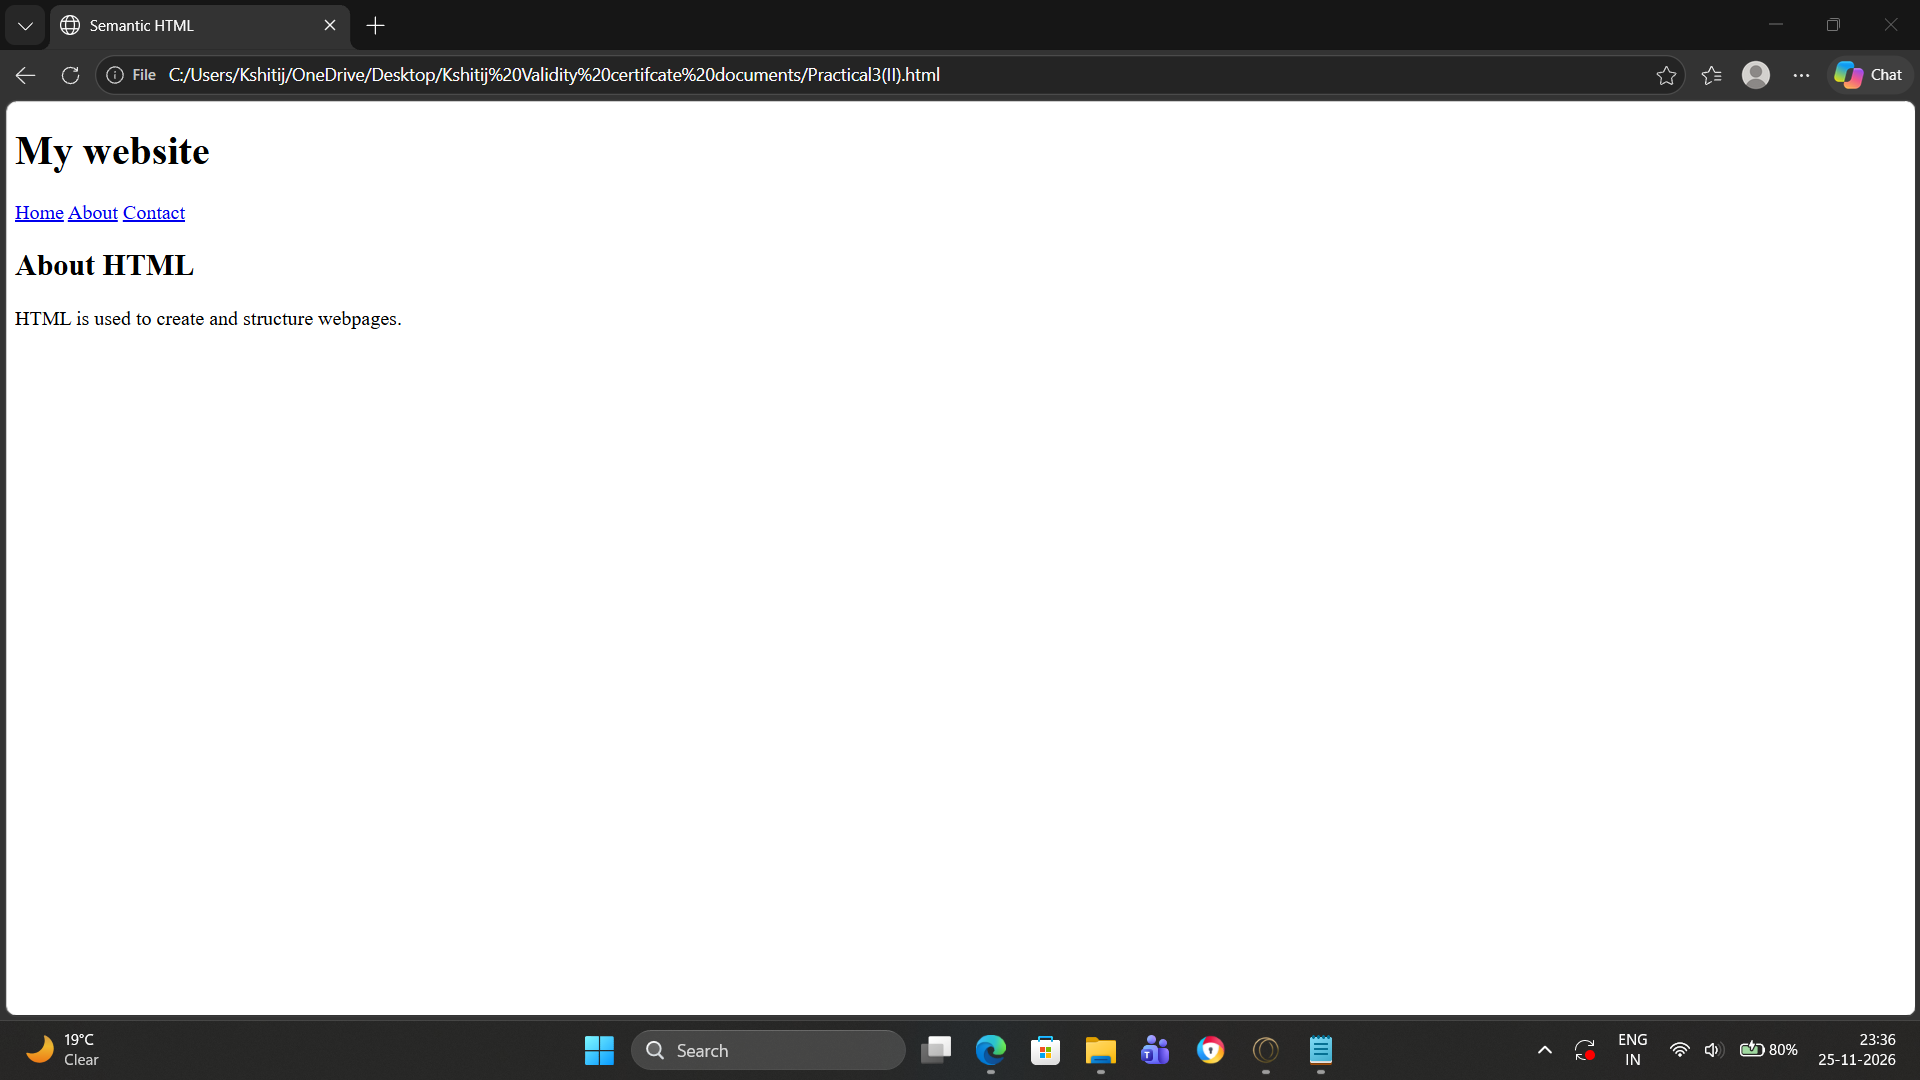 Semantic HTML
File C:/Users/Kshitij/OneDrive/Desktop/Kshitij%20Validity%20certifcate%20documents/Practical3(II).html
Chat
My website
Home About Contact
About HTML
HTML is used to create and structure webpages.
19°C
Clear
Search
ENG
IN
80%
23:36
25-11-2026